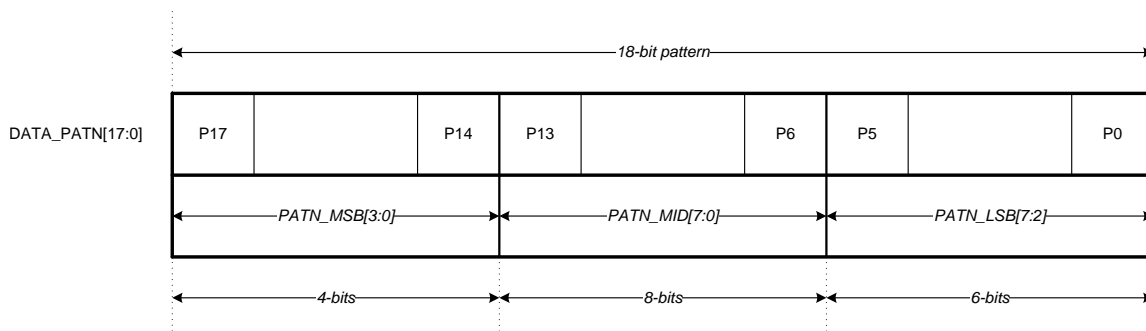 18-bit pattern
DATA_PATN[17:0] P17 P14 P13 P6 P5 P0
PATN_MSB[3:0] PATN_MID[7:0] PATN_LSB[7:2]
4-bits 8-bits 6-bits